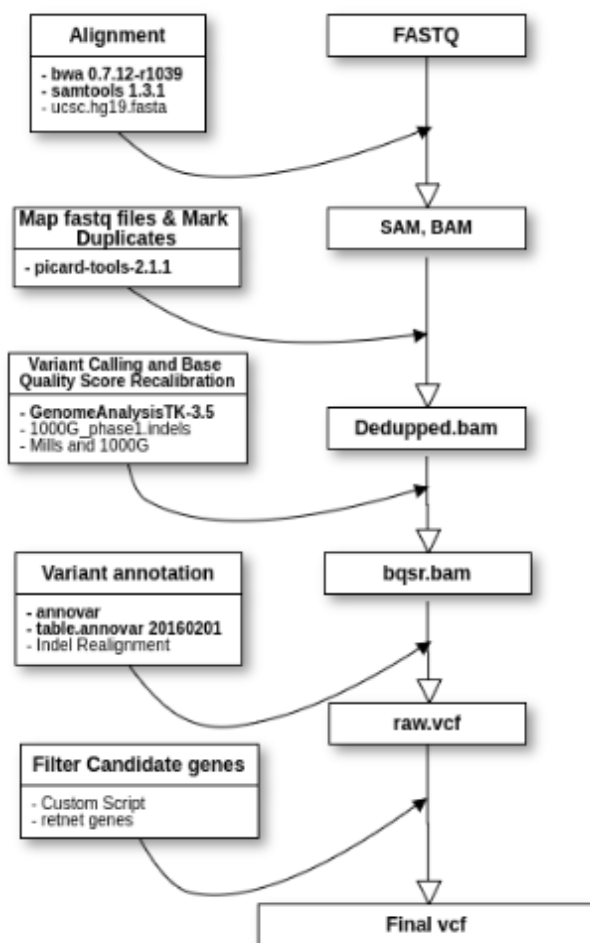 Alignment
- bwa 0.7.12-r1039
- samtools 1.3.1
- ucsc.hg19.fasta
FASTQ
Map fastq files & Mark
Duplicates
- picard-tools-2.1.1
SAM, BAM
Variant Calling and Base
Quality Score Recalibration
- GenomeAnalysisTK-3.5
- 1000G_phase1.indels
- Mills and 1000G
Dedupped.bam
Variant annotation
- annovar
- table.annovar 20160201
- Indel Realignment
bqsr.bam
raw.vcf
Filter Candidate genes
- Custom Script
- retnet genes
Final vcf